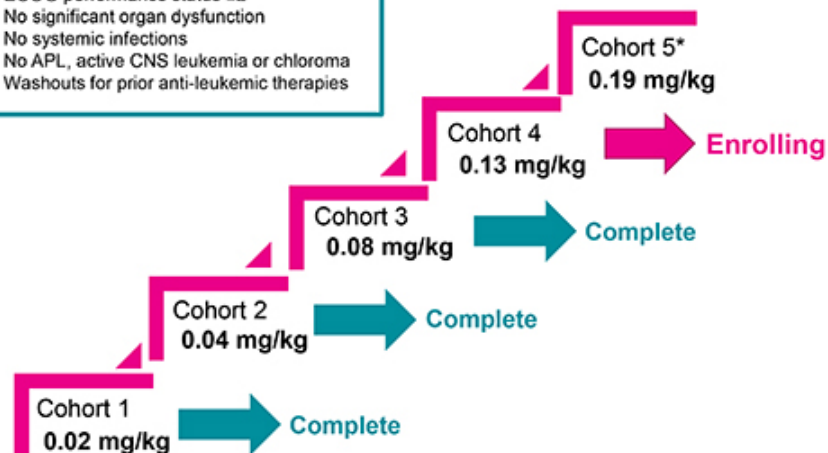 No significant organ dysfunction
No systemic infections
No APL, active CNS leukemia or chloroma
Washouts for prior anti-leukemic therapies
Cohort 5*
0.19 mg/kg
Cohort 4
0.13 mg/kg
Enrolling
Cohort 3
0.08 mg/kg
Complete
Cohort 2
0.04 mg/kg
Complete
Cohort 1
0.02 mg/kg
Complete